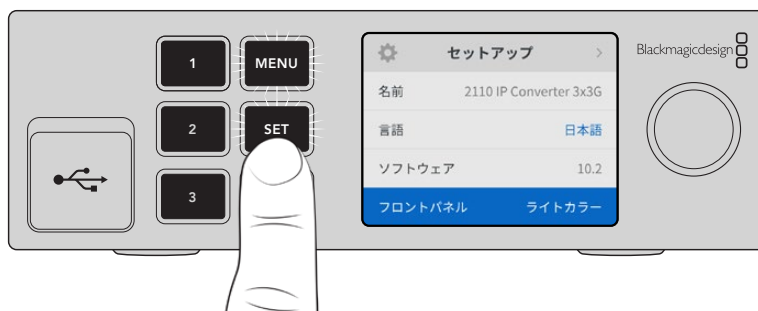 1
MENU
2
SET
3
セットアップ
名前 2110 IP Converter 3x3G
言語 日本語
ソフトウェア 10.2
フロントパネル ライトカラー
Blackmagicdesign